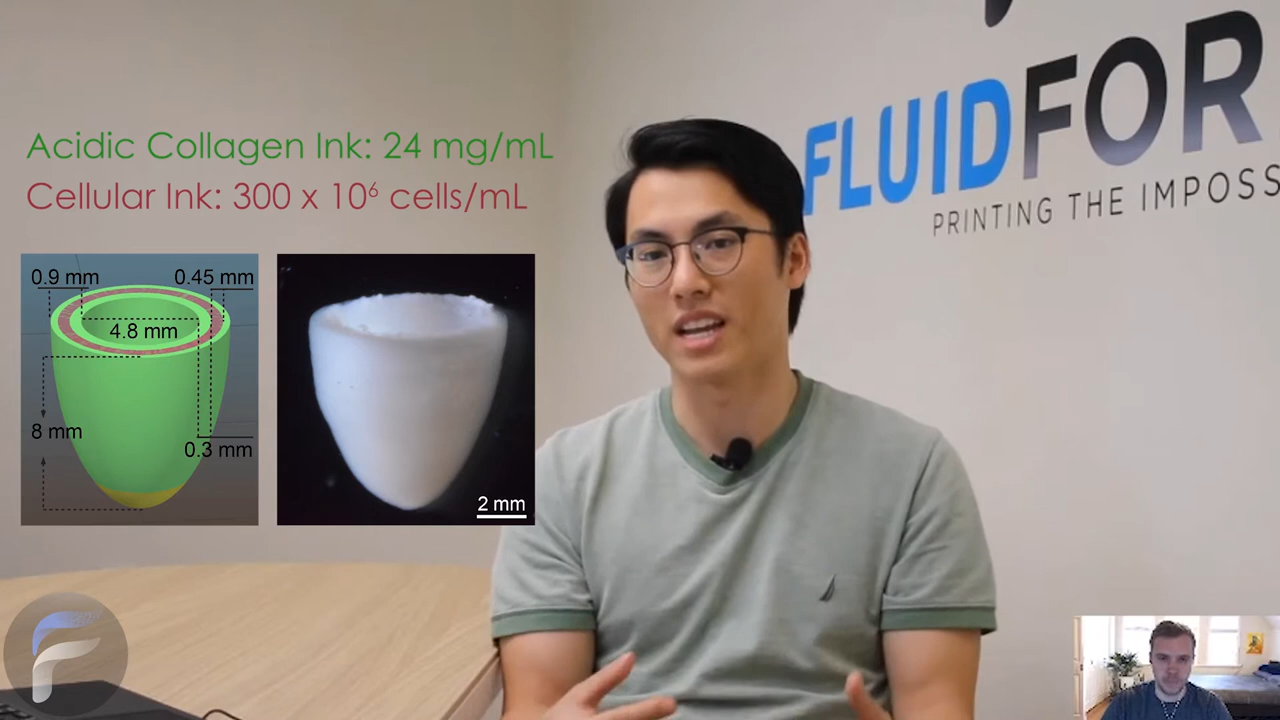 Acidic Collagen Ink: 24 mg/mL
Cellular Ink: 300 x 10⁶ cells/mL
0.9 mm
0.45 mm
4.8 mm
8 mm
0.3 mm
2 mm
FLUIDFOR
PRINTING THE IMPOSS
F